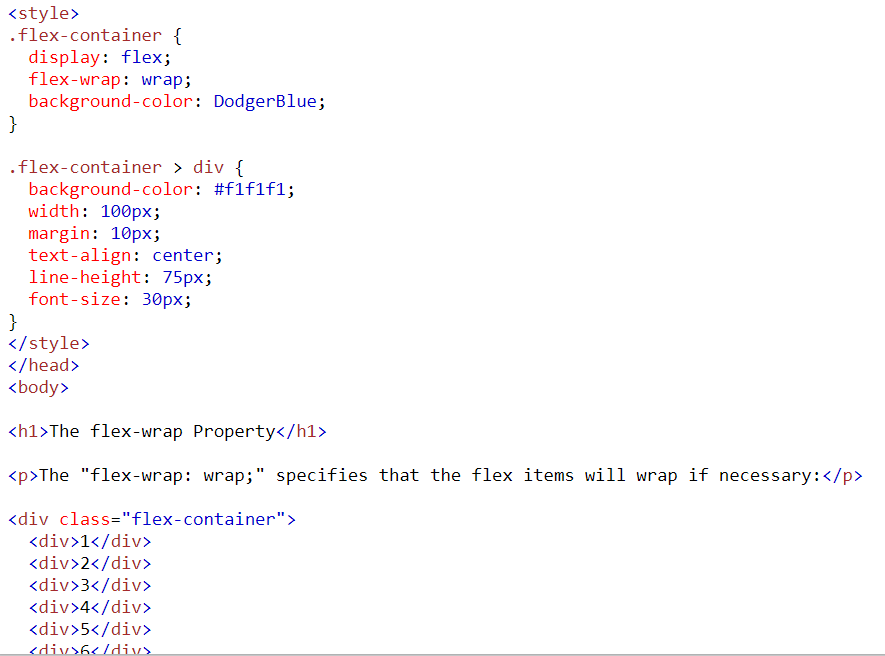 <style>
.flex-container {
  display: flex;
  flex-wrap: wrap;
  background-color: DodgerBlue;
}

.flex-container > div {
  background-color: #f1f1f1;
  width: 100px;
  margin: 10px;
  text-align: center;
  line-height: 75px;
  font-size: 30px;
}
</style>
</head>
<body>

<h1>The flex-wrap Property</h1>

<p>The "flex-wrap: wrap;" specifies that the flex items will wrap if necessary:</p>

<div class="flex-container">
  <div>1</div>
  <div>2</div>
  <div>3</div>
  <div>4</div>
  <div>5</div>
  <div>6</div>